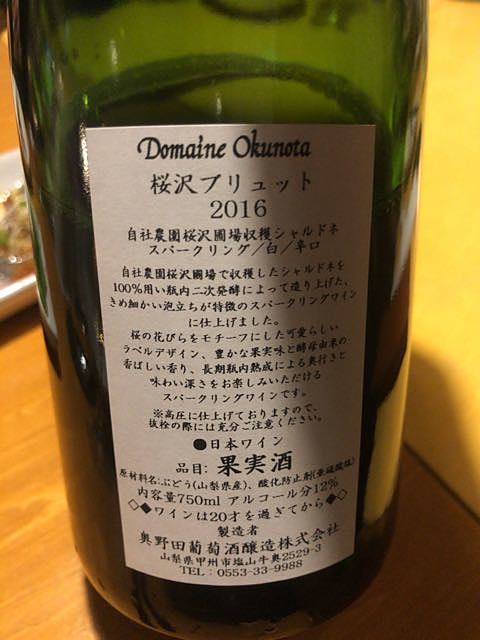 Domaine Okunota
桜沢ブリュット
2016
自社農園桜沢圃場収穫シャルドネ
スパークリング/白/辛口
自社農園桜沢圃場で収穫したシャルドネを
100%用い瓶内二次発酵によって造り上げた、
きめ細かい泡立ちが特徴のスパークリングワイン
に仕上げました。
桜の花びらをモチーフにした可愛らしい
ラベルデザイン、豊かな果実味と酵母由来の
香ばしい香り、長期瓶内熟成による奥行きと
味わい深さをお楽しみいただける
スパークリングワインです。
※高圧に仕上げておりますので、
抜栓の際には充分ご注意ください。
●日本ワイン
品目: 果実酒
原材料名:ぶどう(山梨県産)、酸化防止剤(亜硫酸塩)
内容量750ml アルコール分12%
◇◆ワインは20才を過ぎてから◆◇
製造者
奥野田葡萄酒醸造株式会社
山梨県甲州市塩山牛奥2529-3
TEL:0553-33-9988